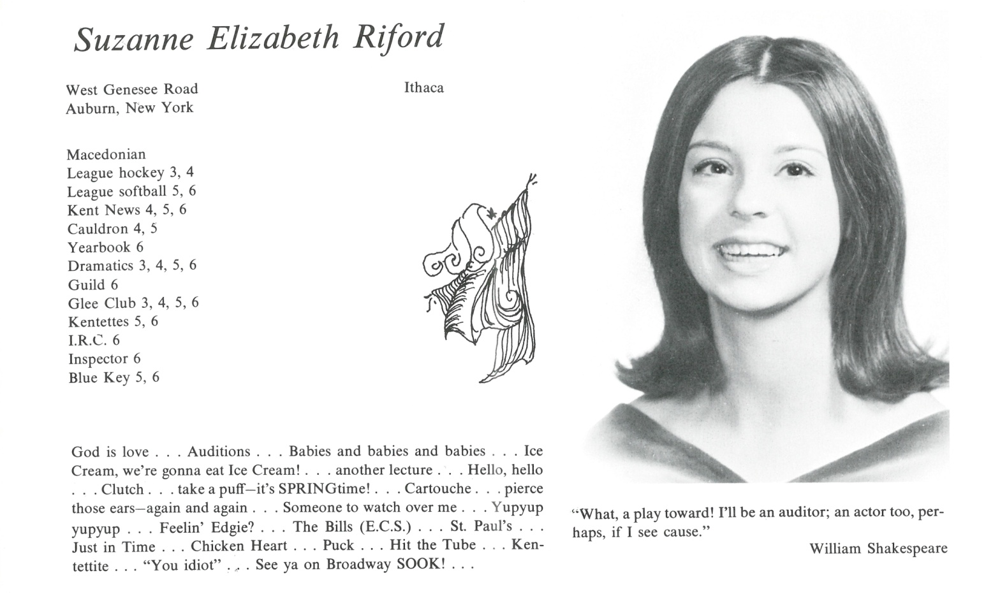 Suzanne Elizabeth Riford
West Genesee Road
Auburn, New York
Ithaca
Macedonian
League hockey 3, 4
League softball 5, 6
Kent News 4, 5, 6
Cauldron 4, 5
Yearbook 6
Dramatics 3, 4, 5, 6
Guild 6
Glee Club 3, 4, 5, 6
Kentettes 5, 6
I.R.C. 6
Inspector 6
Blue Key 5, 6
God is love . . . Auditions . . . Babies and babies and babies . . . Ice
Cream, we're gonna eat Ice Cream! . . . another lecture . . . Hello, hello
. . . Clutch . . . take a puff—it's SPRINGtime! . . . Cartouche . . . pierce
those ears—again and again . . . Someone to watch over me . . . Yupyup
yupyup . . . Feelin' Edgie? . . . The Bills (E.C.S.) . . . St. Paul's . . .
Just in Time . . . Chicken Heart . . . Puck . . . Hit the Tube . . . Ken-
tettite . . . "You idiot" . . . See ya on Broadway SOOK! . . .
"What, a play toward! I'll be an auditor; an actor too, per-
haps, if I see cause."
William Shakespeare